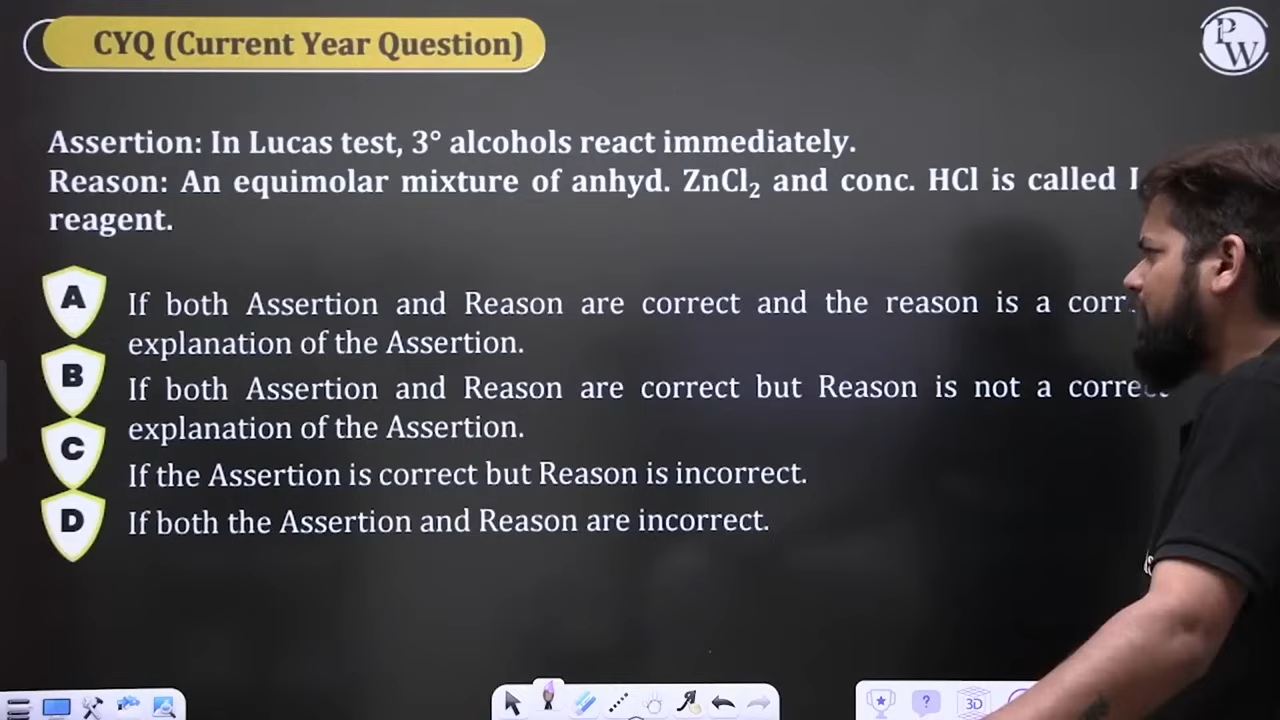 CYQ (Current Year Question)
PW
Assertion: In Lucas test, 3° alcohols react immediately.
Reason: An equimolar mixture of anhyd. ZnCl₂ and conc. HCl is called
reagent.
A
If both Assertion and Reason are correct and the reason is a
explanation of the Assertion.
B
If both Assertion and Reason are correct but Reason is not a
explanation of the Assertion.
C
If the Assertion is correct but Reason is incorrect.
D
If both the Assertion and Reason are incorrect.
?
3D